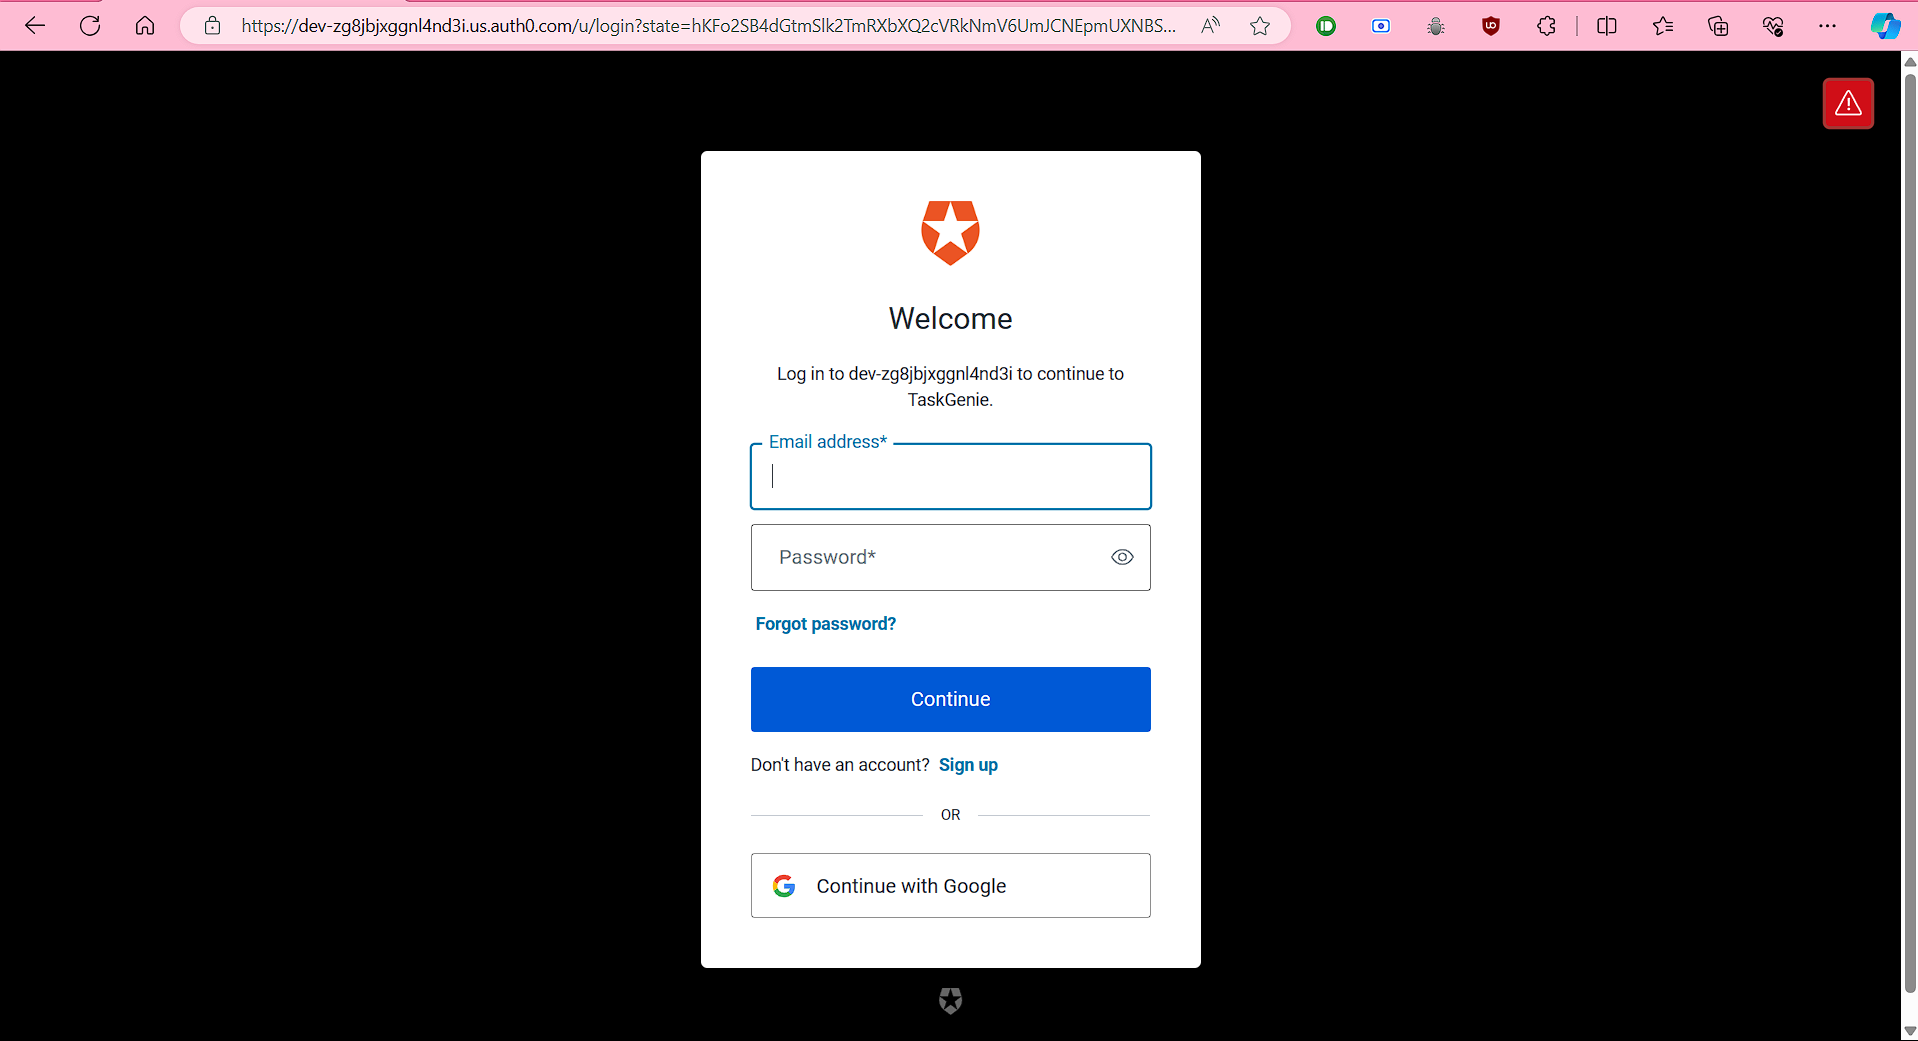 https://dev-zg8jbjxggnl4nd3i.us.auth0.com/u/login?state=hKFo2SB4dGtmSlk2TmRXbXQ2cVRkNmV6UmJCNEpmUXNBS...
Welcome
Log in to dev-zg8jbjxggnl4nd3i to continue to
TaskGenie.
Email address*
Password*
Forgot password?
Continue
Don't have an account? Sign up
OR
Continue with Google